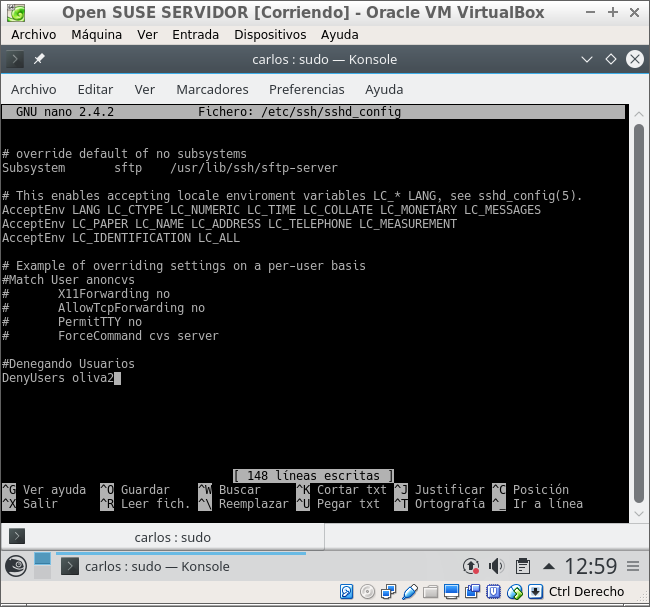 Open SUSE SERVIDOR [Corriendo] - Oracle VM VirtualBox
Archivo Máquina Ver Entrada Dispositivos Ayuda
carlos : sudo — Konsole
Archivo Editar Ver Marcadores Preferencias Ayuda
GNU nano 2.4.2 Fichero: /etc/ssh/sshd_config
# override default of no subsystems
Subsystem sftp /usr/lib/ssh/sftp-server
# This enables accepting locale enviroment variables LC_* LANG, see sshd_config(5).
AcceptEnv LANG LC_CTYPE LC_NUMERIC LC_TIME LC_COLLATE LC_MONETARY LC_MESSAGES
AcceptEnv LC_PAPER LC_NAME LC_ADDRESS LC_TELEPHONE LC_MEASUREMENT
AcceptEnv LC_IDENTIFICATION LC_ALL
# Example of overriding settings on a per-user basis
#Match User anoncvs
# X11Forwarding no
# AllowTcpForwarding no
# PermitTTY no
# ForceCommand cvs server
#Denegando Usuarios
DenyUsers oliva2
[ 148 líneas escritas ]
^G Ver ayuda ^O Guardar ^W Buscar ^K Cortar txt ^J Justificar ^C Posición
^X Salir ^R Leer fich. ^\ Reemplazar ^U Pegar txt ^T Ortografía ^_ Ir a línea
carlos : sudo
carlos : sudo — Konsole
12:59
Ctrl Derecho